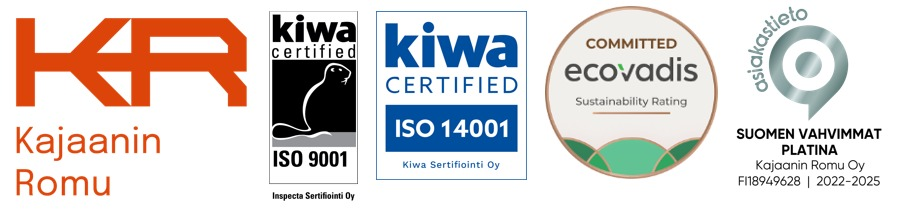 KR
Kajaanin
Romu
kiwa
certified
ISO 9001
Inspecta Sertifiointi Oy
kiwa
CERTIFIED
ISO 14001
Kiwa Sertifiointi Oy
COMMITTED
ecovadis
Sustainability Rating
asiakastieto
SUOMEN VAHVIMMAT
PLATINA
Kajaanin Romu Oy
FI18949628 | 2022-2025